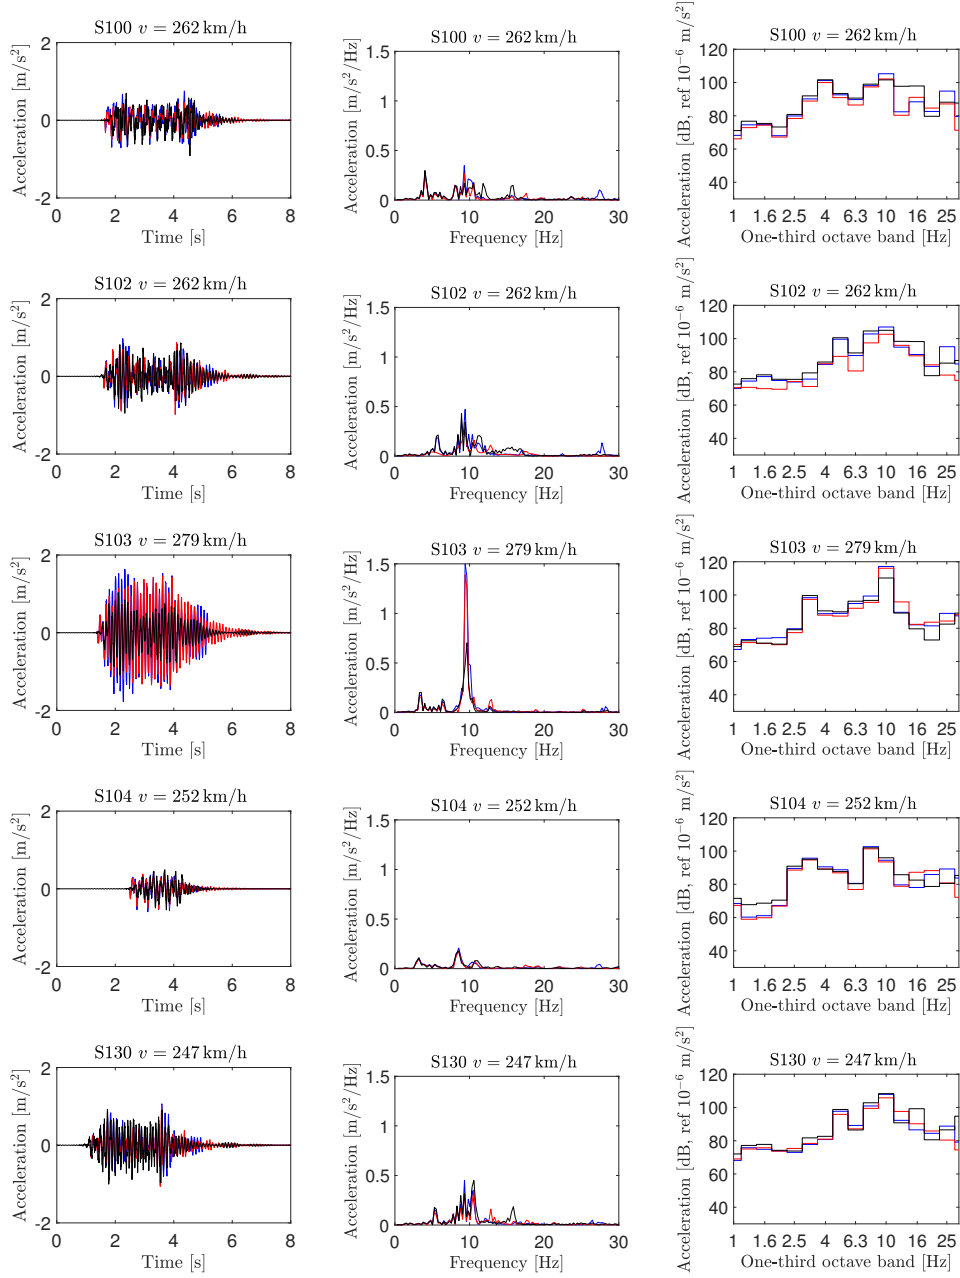 S100 v = 262 km/h
Acceleration [m/s²]
2
0
-2
0 2 4 6 8
Time [s]
S100 v = 262 km/h
Acceleration [m/s²/Hz]
1.5
1
0.5
0
0 10 20 30
Frequency [Hz]
S100 v = 262 km/h
Acceleration [dB, ref 10⁻⁶ m/s²]
120
100
80
60
40
1 1.6 2.5 4 6.3 10 16 25
One-third octave band [Hz]
S102 v = 262 km/h
Acceleration [m/s²]
2
0
-2
0 2 4 6 8
Time [s]
S102 v = 262 km/h
Acceleration [m/s²/Hz]
1.5
1
0.5
0
0 10 20 30
Frequency [Hz]
S102 v = 262 km/h
Acceleration [dB, ref 10⁻⁶ m/s²]
120
100
80
60
40
1 1.6 2.5 4 6.3 10 16 25
One-third octave band [Hz]
S103 v = 279 km/h
Acceleration [m/s²]
2
0
-2
0 2 4 6 8
Time [s]
S103 v = 279 km/h
Acceleration [m/s²/Hz]
1.5
1
0.5
0
0 10 20 30
Frequency [Hz]
S103 v = 279 km/h
Acceleration [dB, ref 10⁻⁶ m/s²]
120
100
80
60
40
1 1.6 2.5 4 6.3 10 16 25
One-third octave band [Hz]
S104 v = 252 km/h
Acceleration [m/s²]
2
0
-2
0 2 4 6 8
Time [s]
S104 v = 252 km/h
Acceleration [m/s²/Hz]
1.5
1
0.5
0
0 10 20 30
Frequency [Hz]
S104 v = 252 km/h
Acceleration [dB, ref 10⁻⁶ m/s²]
120
100
80
60
40
1 1.6 2.5 4 6.3 10 16 25
One-third octave band [Hz]
S130 v = 247 km/h
Acceleration [m/s²]
2
0
-2
0 2 4 6 8
Time [s]
S130 v = 247 km/h
Acceleration [m/s²/Hz]
1.5
1
0.5
0
0 10 20 30
Frequency [Hz]
S130 v = 247 km/h
Acceleration [dB, ref 10⁻⁶ m/s²]
120
100
80
60
40
1 1.6 2.5 4 6.3 10 16 25
One-third octave band [Hz]